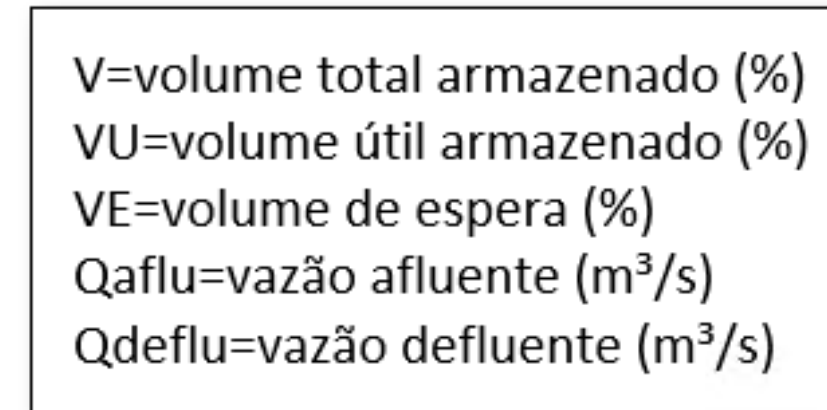 V=volume total armazenado (%)
VU=volume útil armazenado (%)
VE=volume de espera (%)
Qaflu=vazão afluente (m³/s)
Qdeflu=vazão defluente (m³/s)